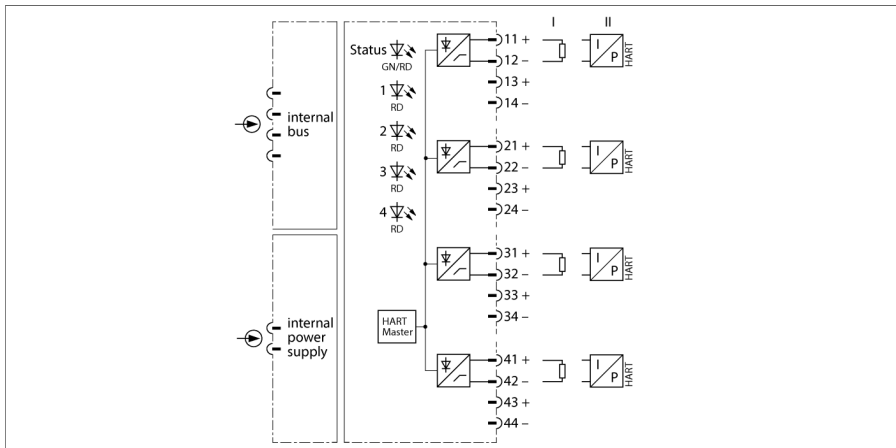 I II
Status
GN/RD
1
RD
2
RD
3
RD
4
RD
internal
bus
internal
power
supply
HART
Master
11 +
12 –
13 +
14 –
I
P
HART
21 +
22 –
23 +
24 –
I
P
HART
31 +
32 –
33 +
34 –
I
P
HART
41 +
42 –
43 +
44 –
I
P
HART